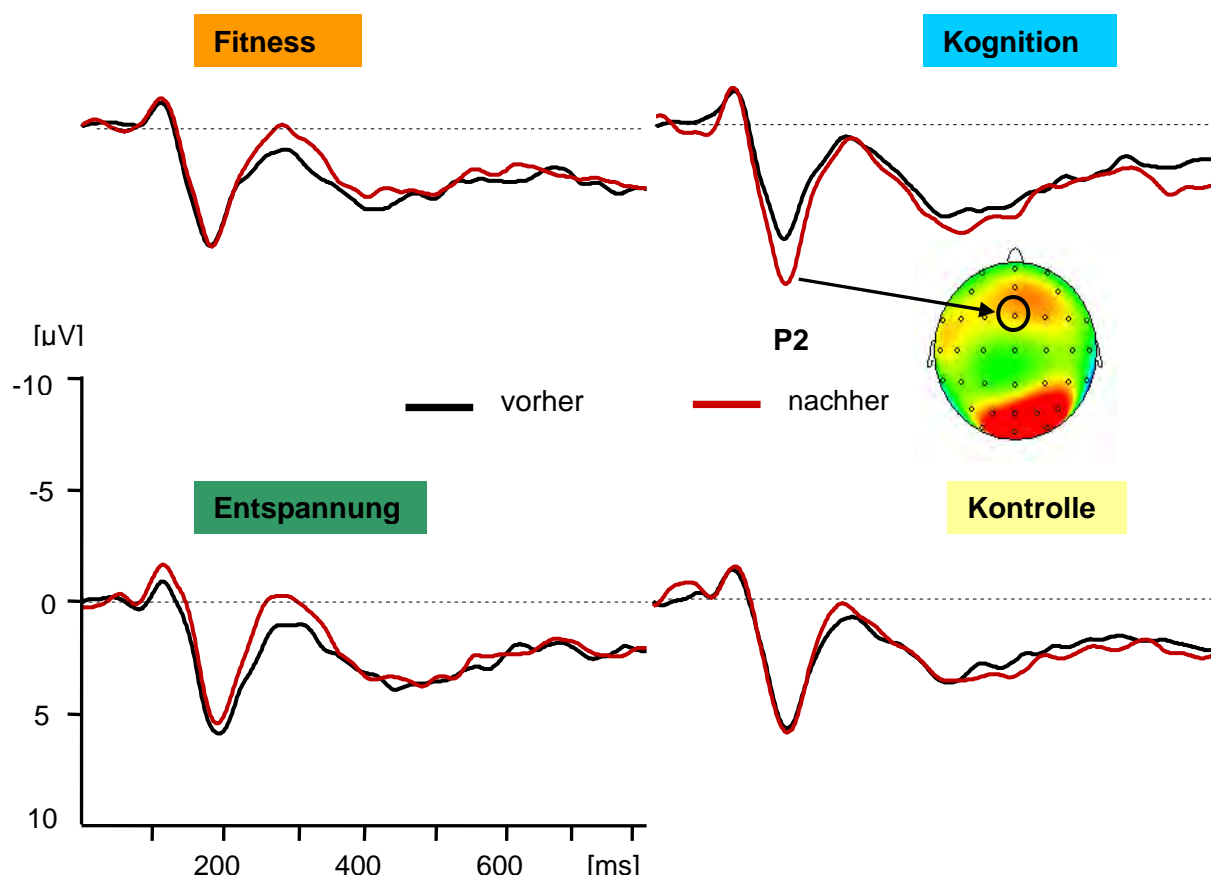 Fitness
Kognition
[µV]
P2
-10
vorher
nachher
-5
Entspannung
Kontrolle
0
5
10
200
400
600
[ms]